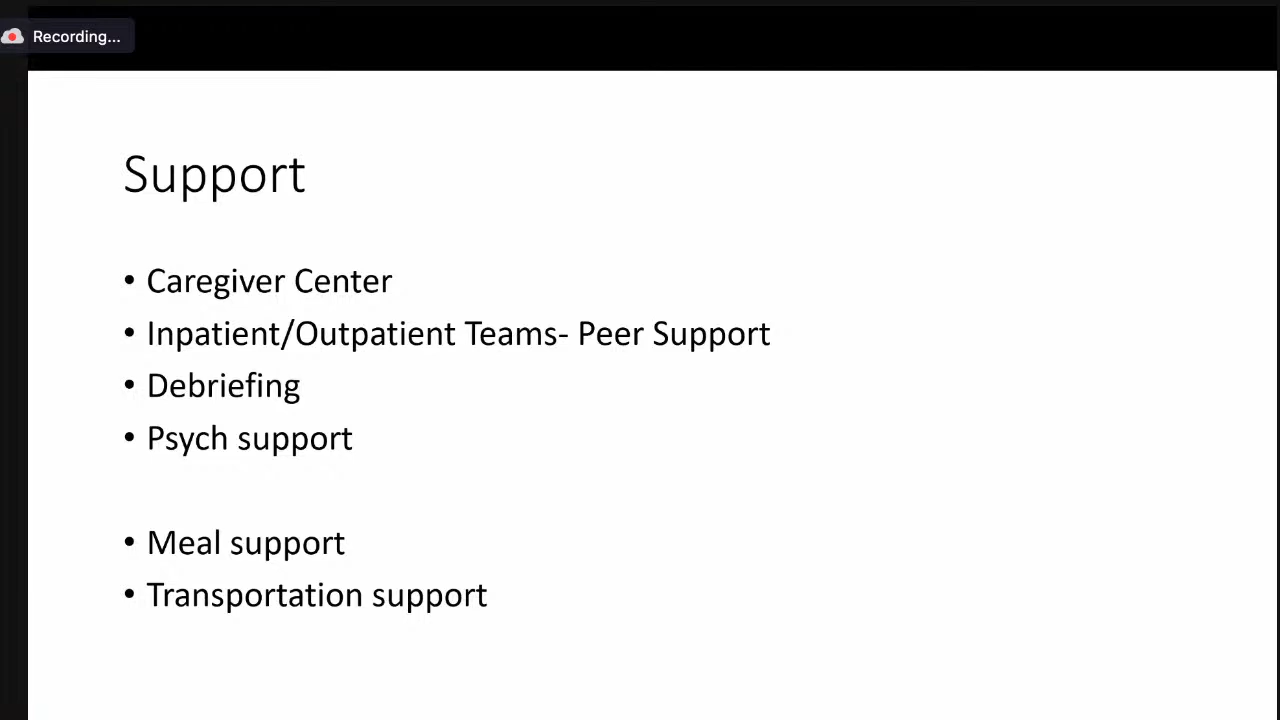 Recording...
Support
• Caregiver Center
• Inpatient/Outpatient Teams- Peer Support
• Debriefing
• Psych support
• Meal support
• Transportation support